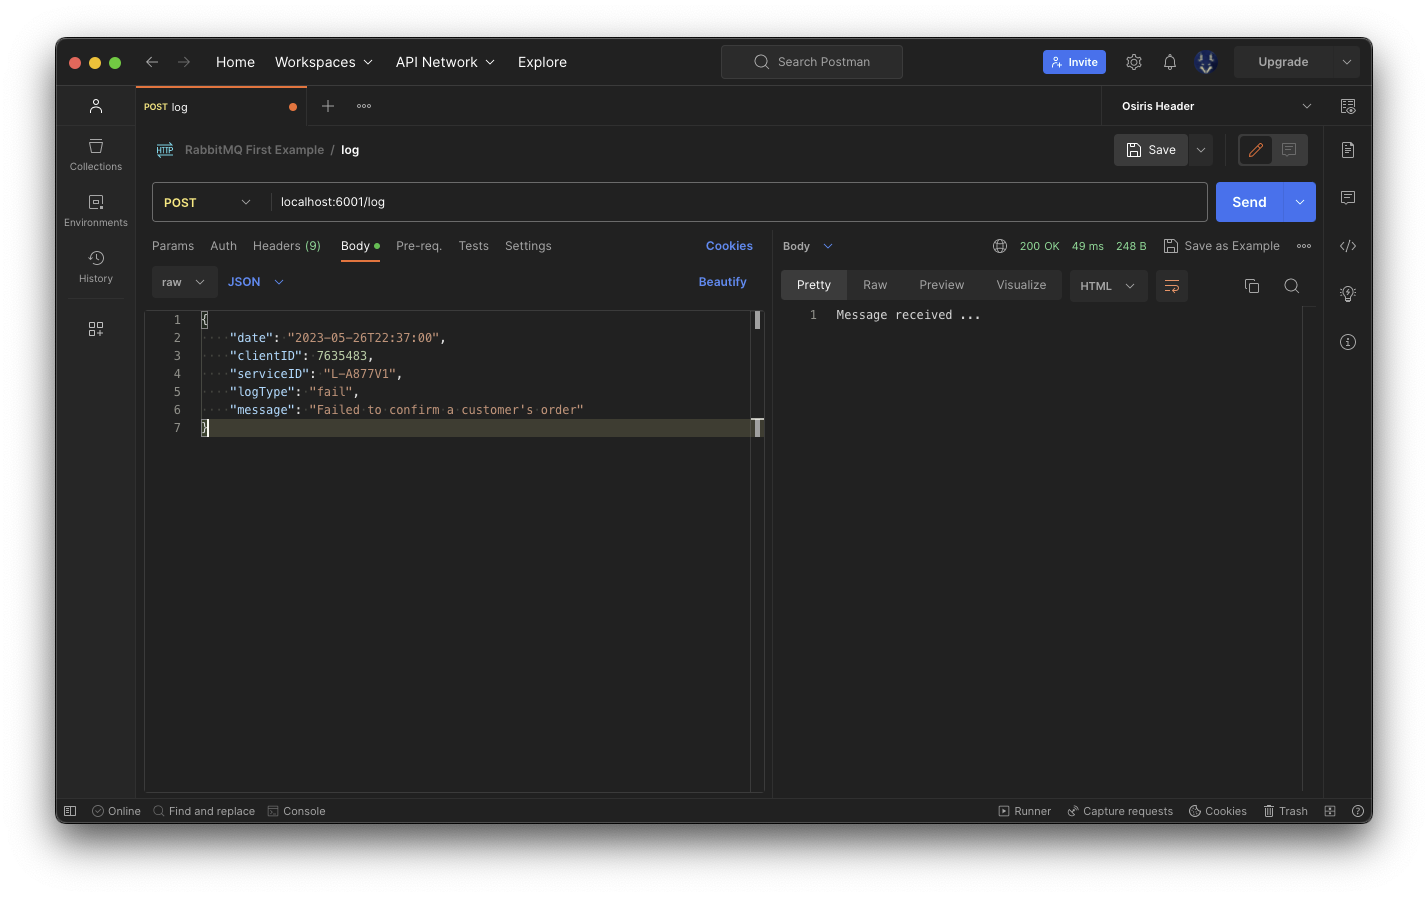 Home Workspaces API Network Explore Search Postman Invite Upgrade
POST log Osiris Header
HTTP RabbitMQ First Example / log Save
Collections
POST localhost:6001/log Send
Environments
Params Auth Headers (9) Body Pre-req. Tests Settings Cookies
Body 200 OK 49 ms 248 B Save as Example
History
raw JSON Beautify
Pretty Raw Preview Visualize HTML
1 {
2 "date": "2023-05-26T22:37:00",
3 "clientID": 7635483,
4 "serviceID": "L-A877V1",
5 "logType": "fail",
6 "message": "Failed to confirm a customer's order"
7 }
1 Message received ...
Online Find and replace Console Runner Capture requests Cookies Trash